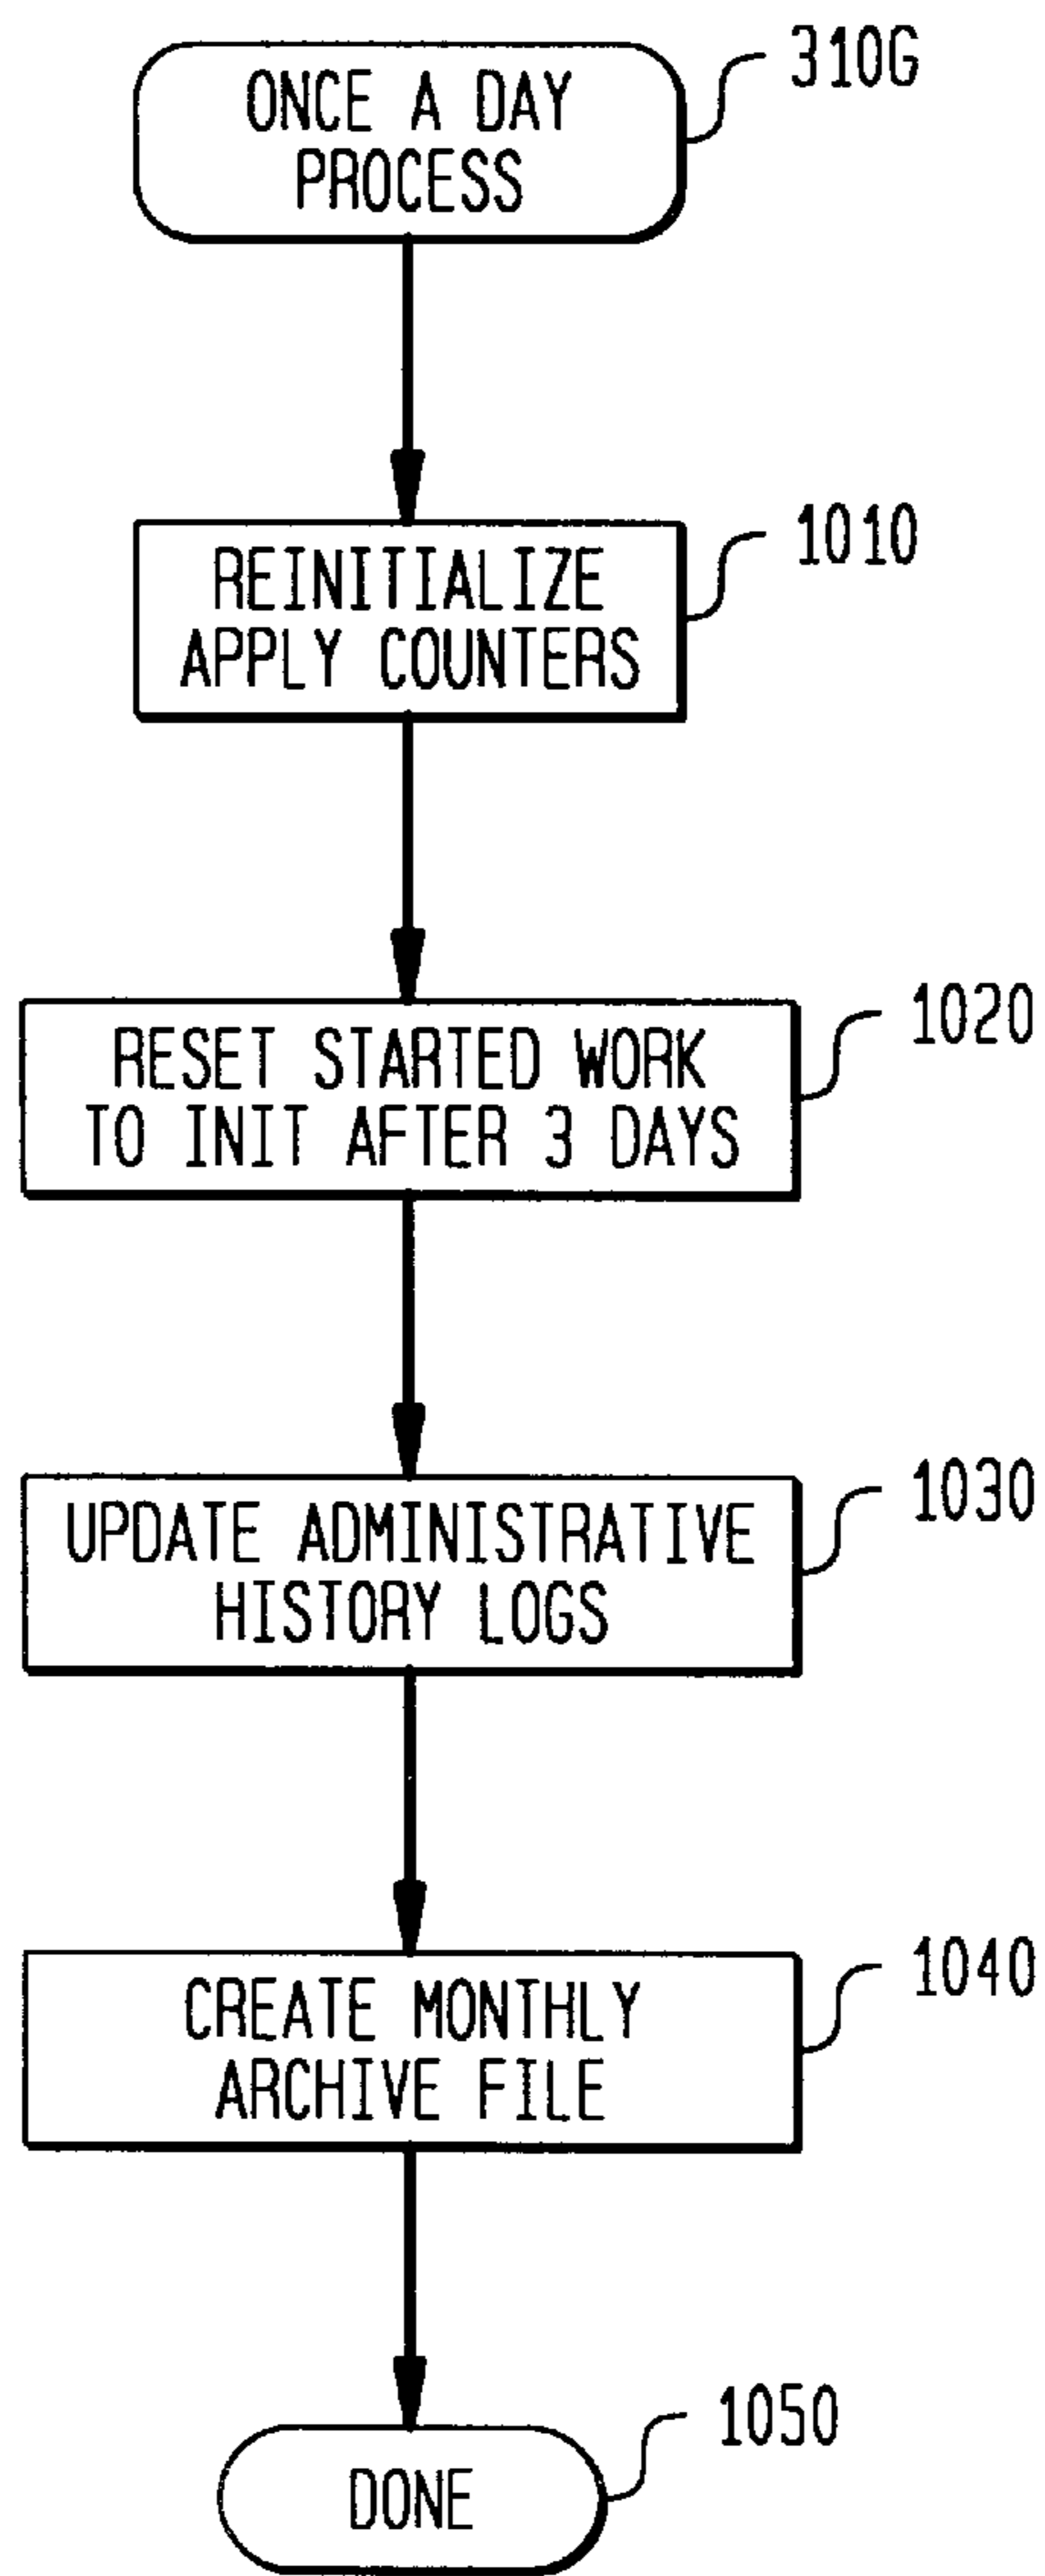 ONCE A DAY
PROCESS
310G
REINITIALIZE
APPLY COUNTERS
1010
RESET STARTED WORK
TO INIT AFTER 3 DAYS
1020
UPDATE ADMINISTRATIVE
HISTORY LOGS
1030
CREATE MONTHLY
ARCHIVE FILE
1040
DONE
1050